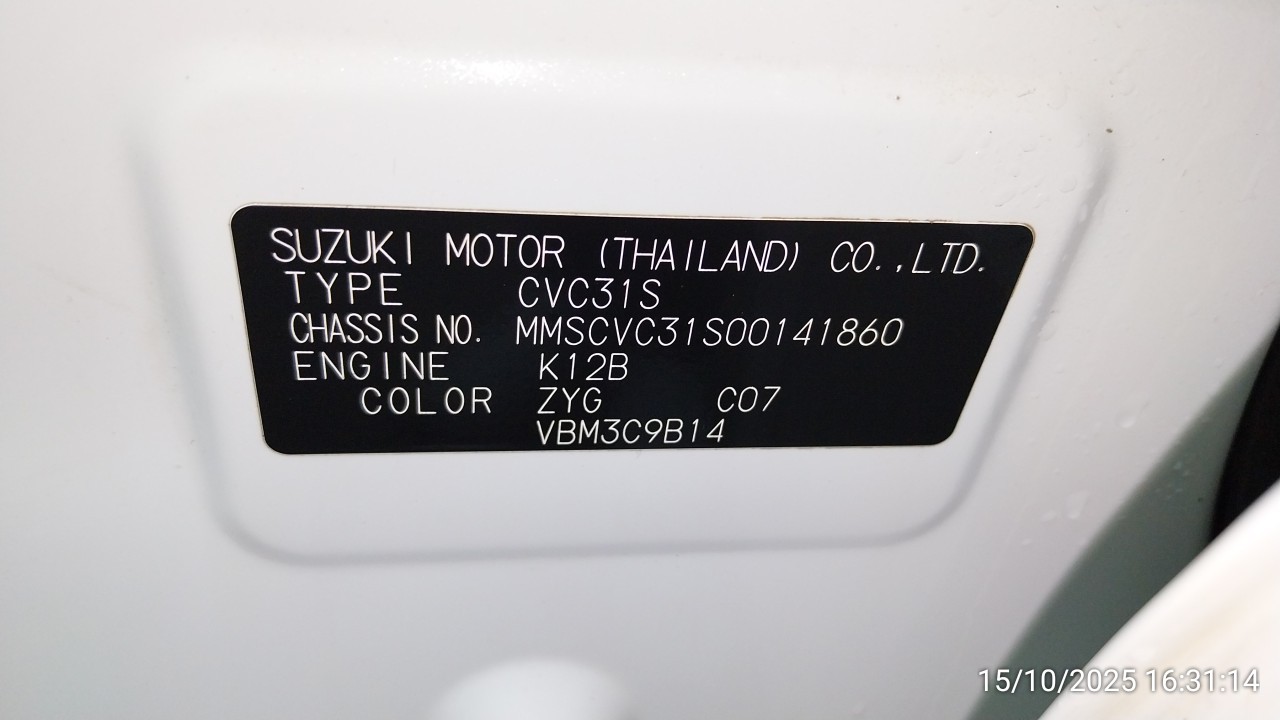 SUZUKI MOTOR (THAILAND) CO.,LTD.
TYPE CVC31S
CHASSIS NO. MMSCVC31S00141860
ENGINE K12B
COLOR ZYG C07
VBM3C9B14
15/10/2025 16:31:14